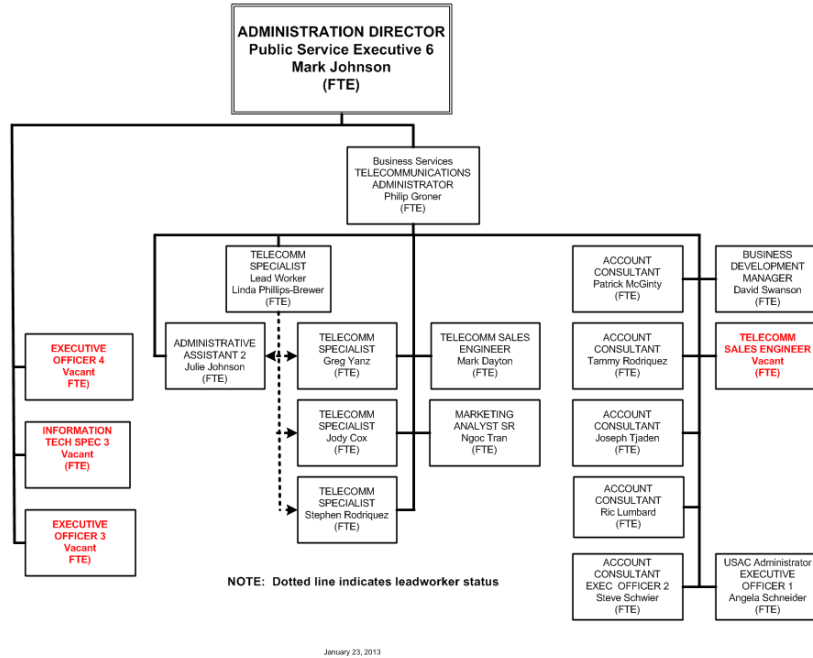 ADMINISTRATION DIRECTOR
Public Service Executive 6
Mark Johnson
(FTE)
Business Services
TELECOMMUNICATIONS
ADMINISTRATOR
Philip Groner
(FTE)
TELECOMM
SPECIALIST
Lead Worker
Linda Phillips-Brewer
(FTE)
ACCOUNT
CONSULTANT
Patrick McGinty
(FTE)
BUSINESS
DEVELOPMENT
MANAGER
David Swanson
(FTE)
EXECUTIVE
OFFICER 4
Vacant
FTE)
ADMINISTRATIVE
ASSISTANT 2
Julie Johnson
(FTE)
TELECOMM
SPECIALIST
Greg Yanz
(FTE)
TELECOMM SALES
ENGINEER
Mark Dayton
(FTE)
ACCOUNT
CONSULTANT
Tammy Rodriquez
(FTE)
TELECOMM
SALES ENGINEER
Vacant
(FTE)
INFORMATION
TECH SPEC 3
Vacant
(FTE)
TELECOMM
SPECIALIST
Jody Cox
(FTE)
MARKETING
ANALYST SR
Ngoc Tran
(FTE)
ACCOUNT
CONSULTANT
Joseph Tjaden
(FTE)
EXECUTIVE
OFFICER 3
Vacant
FTE)
TELECOMM
SPECIALIST
Stephen Rodriquez
(FTE)
ACCOUNT
CONSULTANT
Ric Lumbard
(FTE)
ACCOUNT
CONSULTANT
EXEC OFFICER 2
Steve Schwier
(FTE)
USAC Administrator
EXECUTIVE
OFFICER 1
Angela Schneider
(FTE)
NOTE: Dotted line indicates leadworker status
January 23, 2013